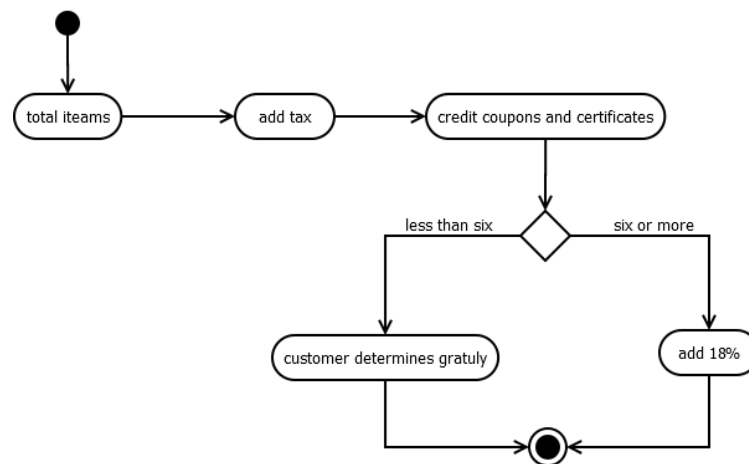 total iteams
add tax
credit coupons and certificates
less than six
six or more
customer determines gratuly
add 18%